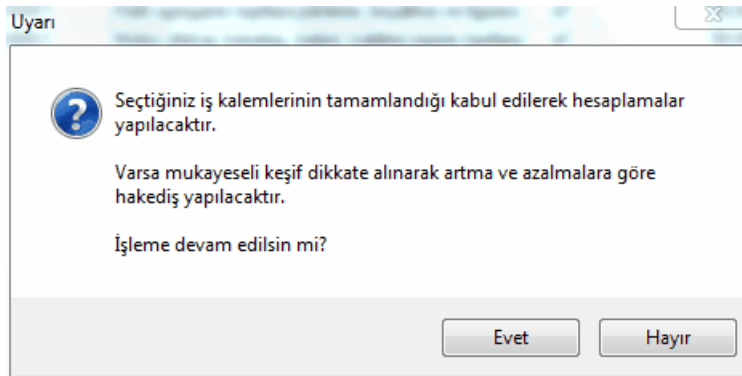 Uyarı
Seçtiğiniz iş kalemlerinin tamamlandığı kabul edilerek hesaplamalar
yapılacaktır.
Varsa mukayeseli keşif dikkate alınarak artma ve azalmalara göre
hakediş yapılacaktır.
İşleme devam edilsin mi?
Evet
Hayır